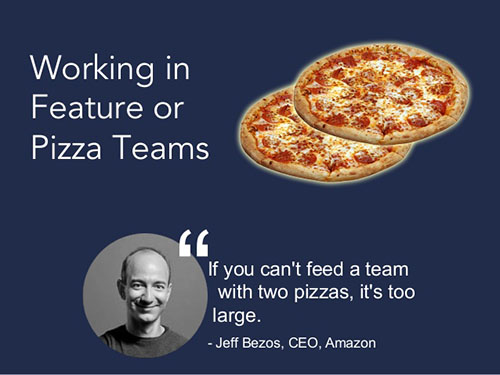 Working in
Feature or
Pizza Teams
“
If you can't feed a team
with two pizzas, it's too
large.
- Jeff Bezos, CEO, Amazon